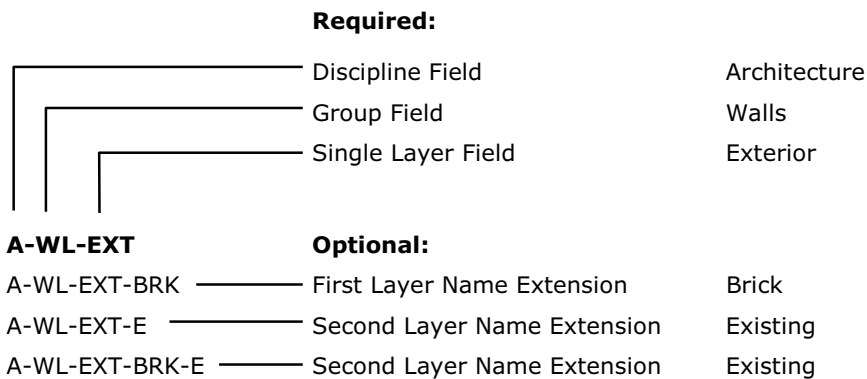 Required:
Discipline Field Architecture
Group Field Walls
Single Layer Field Exterior
A-WL-EXT Optional:
A-WL-EXT-BRK First Layer Name Extension Brick
A-WL-EXT-E Second Layer Name Extension Existing
A-WL-EXT-BRK-E Second Layer Name Extension Existing